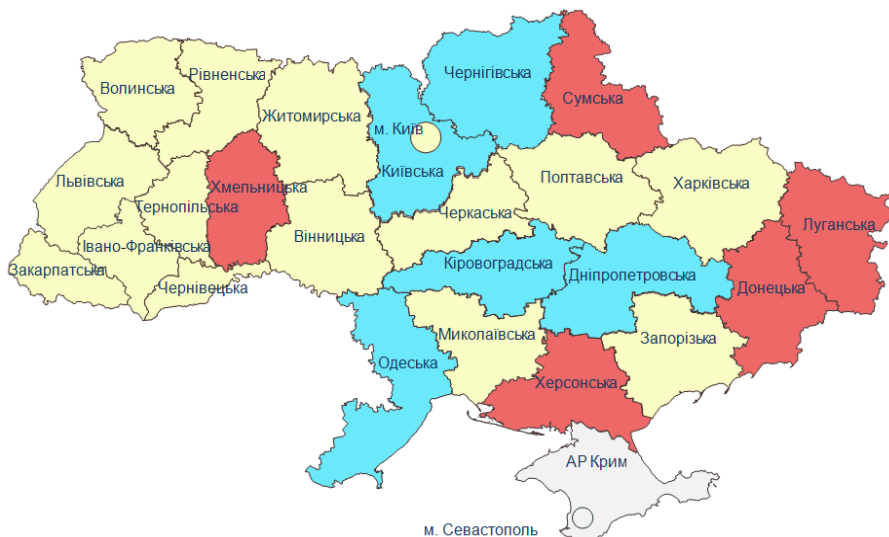 Чернігівська
Рівненська
Волинська
Сумська
Житомирська
м. Київ
Київська
Полтавська
Харківська
Львівська
Хмельницька
Тернопільська
Черкаська
Луганська
Вінницька
Івано-Франківська
Закарпатська
Чернівецька
Кіровоградська
Дніпропетровська
Донецька
Миколаївська
Запорізька
Одеська
Херсонська
АР Крим
м. Севастополь